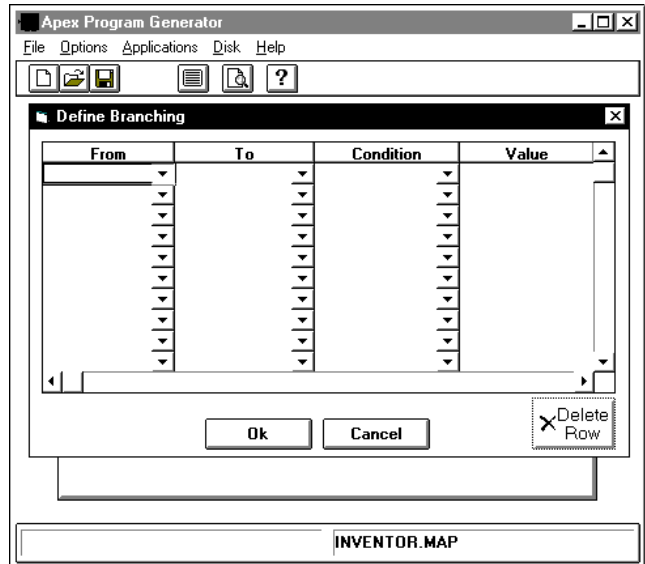 Apex Program Generator
File Options Applications Disk Help
?
Define Branching
From To Condition Value
Ok Cancel Delete
Row
INVENTOR.MAP